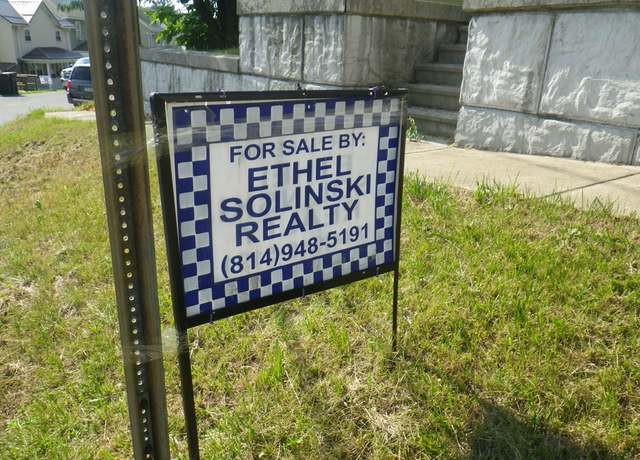 FOR SALE BY:
ETHEL
SOLINSKI
REALTY
(814)948-5191